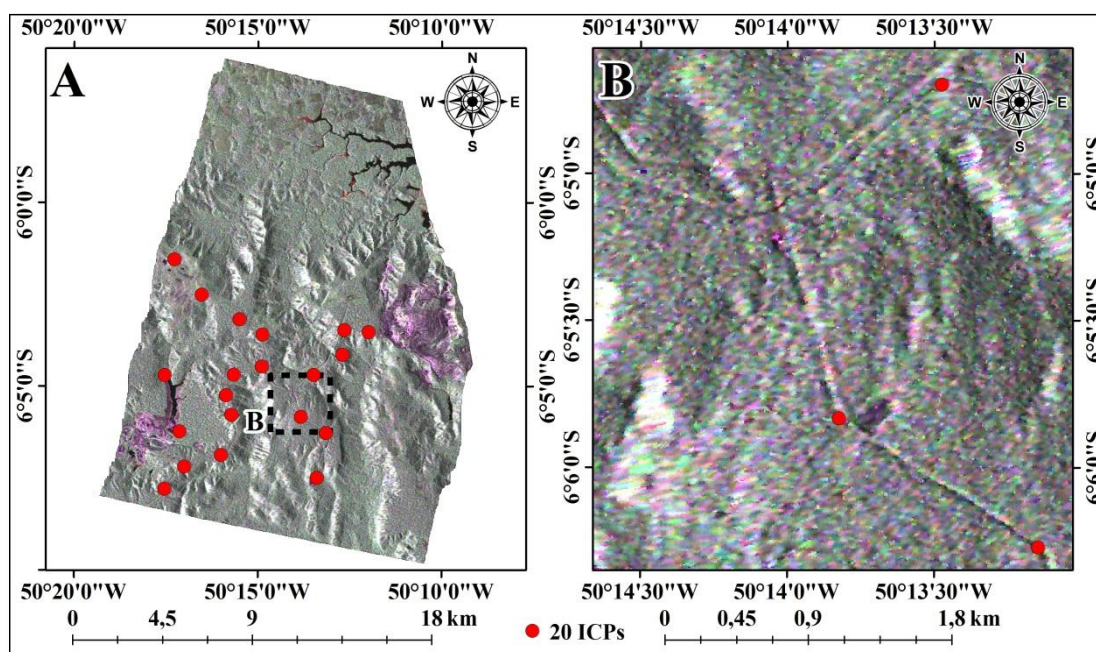 50°20'0"W 50°15'0"W 50°10'0"W
50°14'30"W 50°14'0"W 50°13'30"W
A
N
W E
S
B
N
W E
S
6°0'0"S
6°5'0"S
6°0'0"S
6°5'0"S
6°5'0"S
6°5'30"S
6°6'0"S
6°5'0"S
6°5'30"S
6°6'0"S
B
50°20'0"W 50°15'0"W 50°10'0"W
50°14'30"W 50°14'0"W 50°13'30"W
0 4,5 9 18 km
20 ICPs
0 0,45 0,9 1,8 km